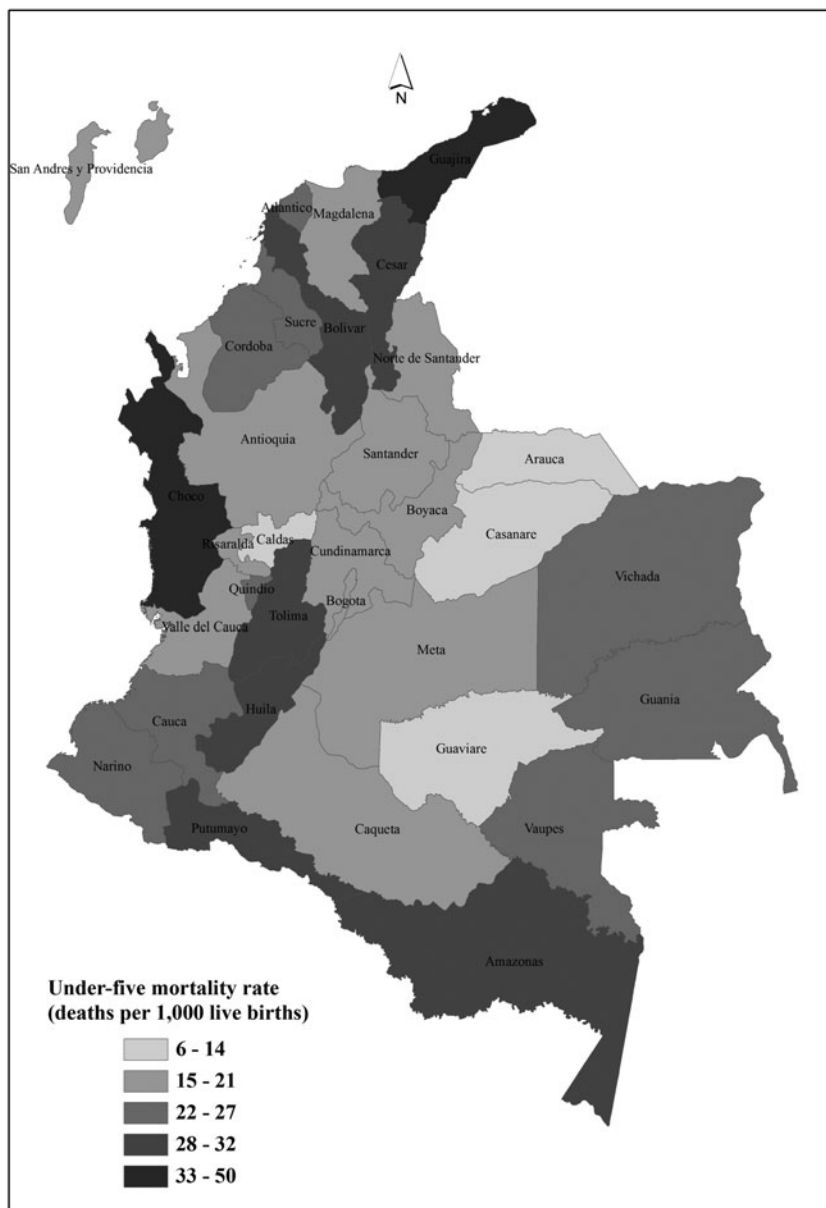 N
San Andres y Providencia
Guajira
Atlantico
Magdalena
Cesar
Sucre
Bolivar
Cordoba
Norte de Santander
Antioquia
Santander
Arauca
Choco
Boyaca
Casanare
Risaralda
Caldas
Cundinamarca
Vichada
Quindio
Bogota
Tolima
Valle del Cauca
Meta
Guania
Huila
Cauca
Guaviare
Narino
Putumayo
Caqueta
Vaupes
Amazonas
Under-five mortality rate
(deaths per 1,000 live births)
6 - 14
15 - 21
22 - 27
28 - 32
33 - 50